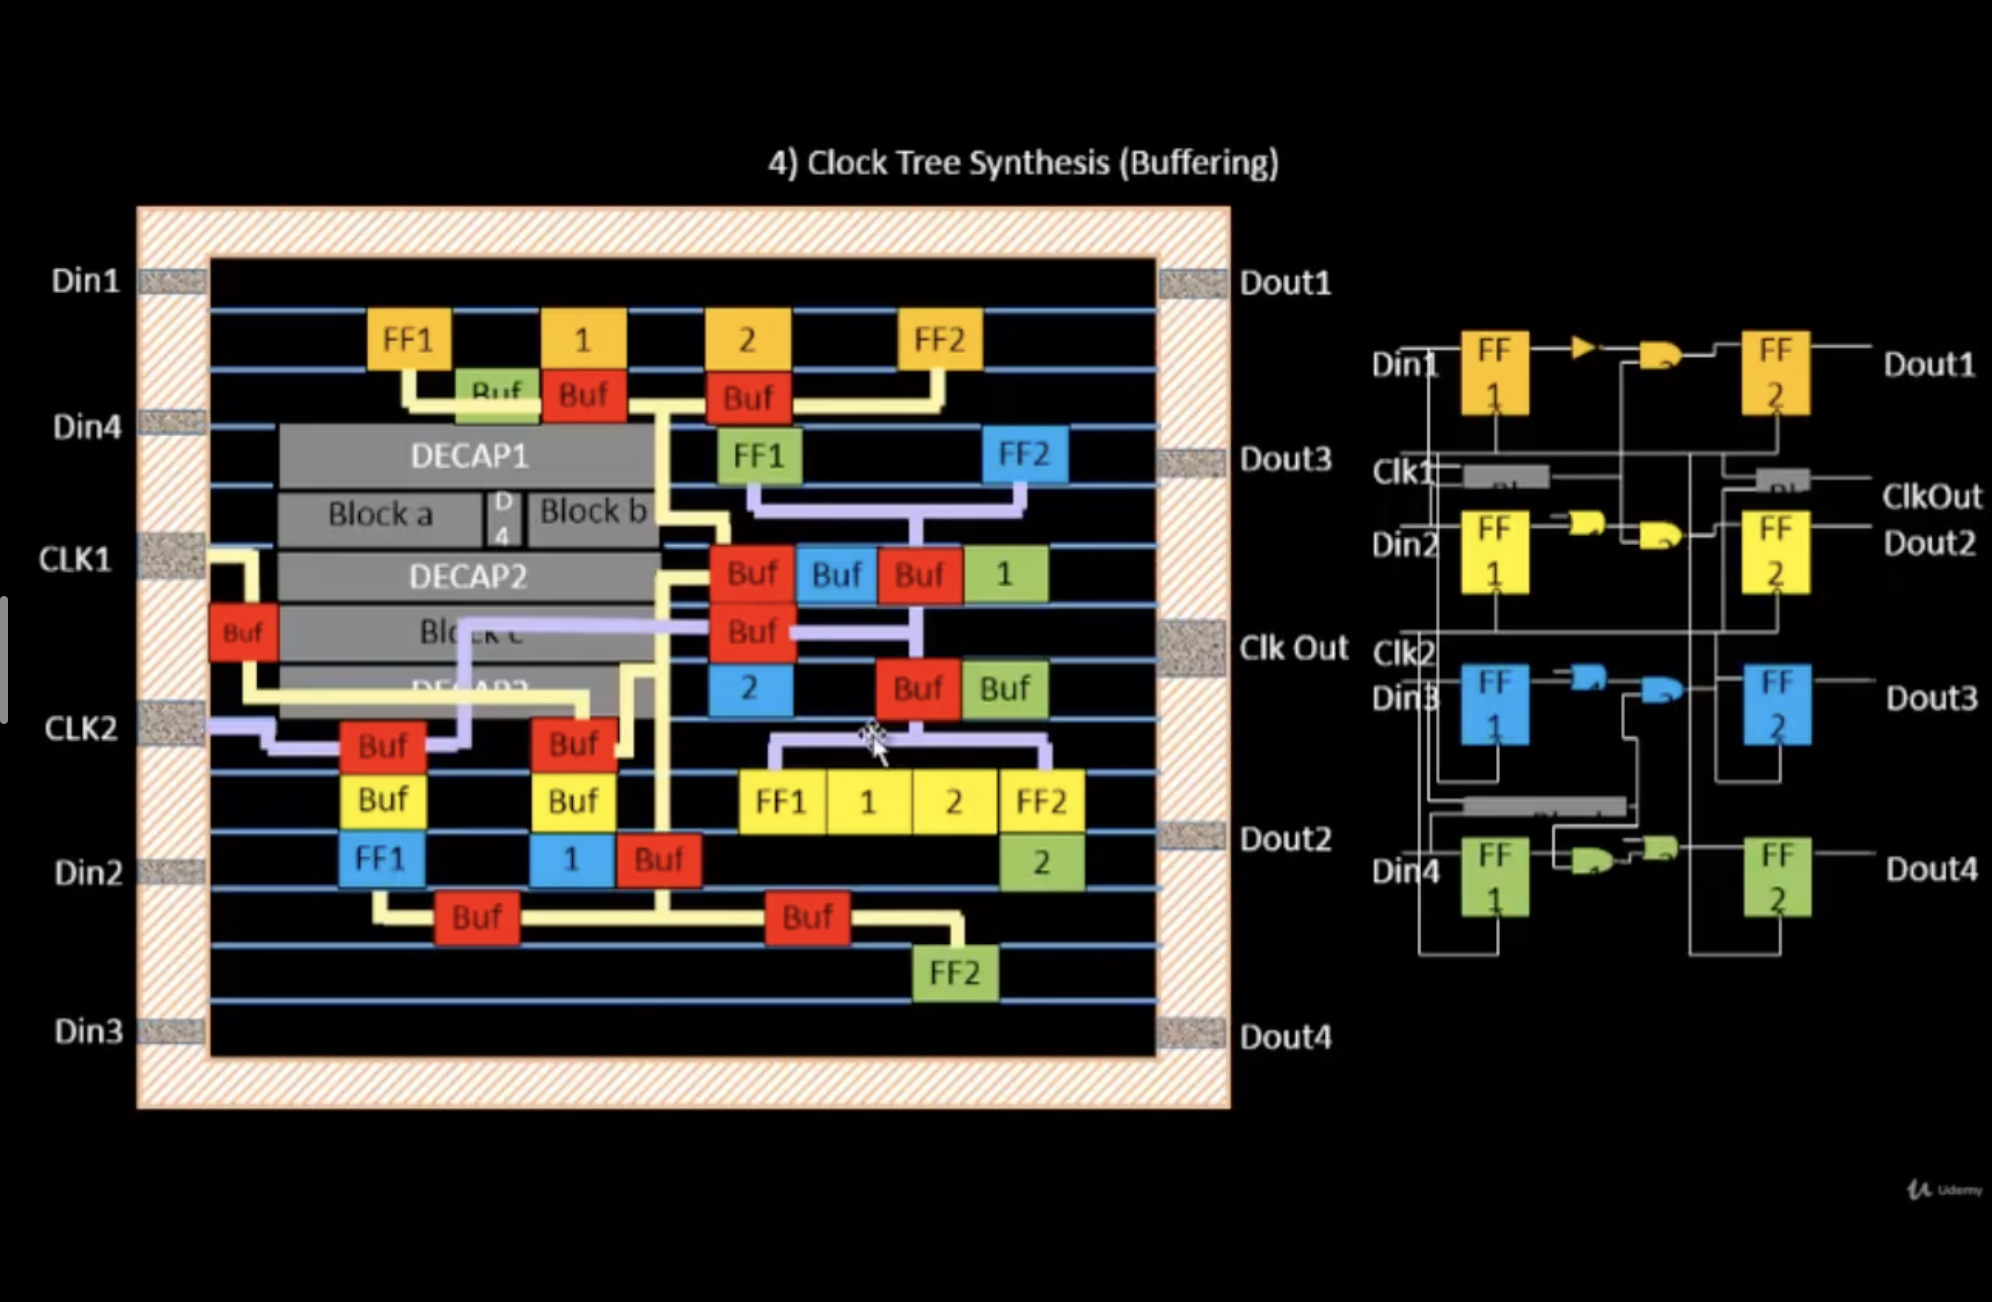 4) Clock Tree Synthesis (Buffering)
Din1
Dout1
FF1 1 2 FF2
Buf Buf Buf
Din4
DECAP1
FF1 FF2
Dout3
Block a
D
4
Block b
CLK1
DECAP2
Buf Buf Buf 1
Buf
Block c
Buf
Clk Out
DECAP3
2 Buf Buf
CLK2
Buf Buf
Buf Buf
FF1 1 2 FF2
Dout2
Din2
FF1 1 Buf
2
Buf Buf
FF2
Din3
Dout4
Din1
FF
1
2
FF
2
Dout1
Clk1
ClkOut
Din2
FF
1
FF
2
Dout2
Clk2
Din3
FF
1
FF
2
Dout3
Din4
FF
1
FF
2
Dout4
Udemy